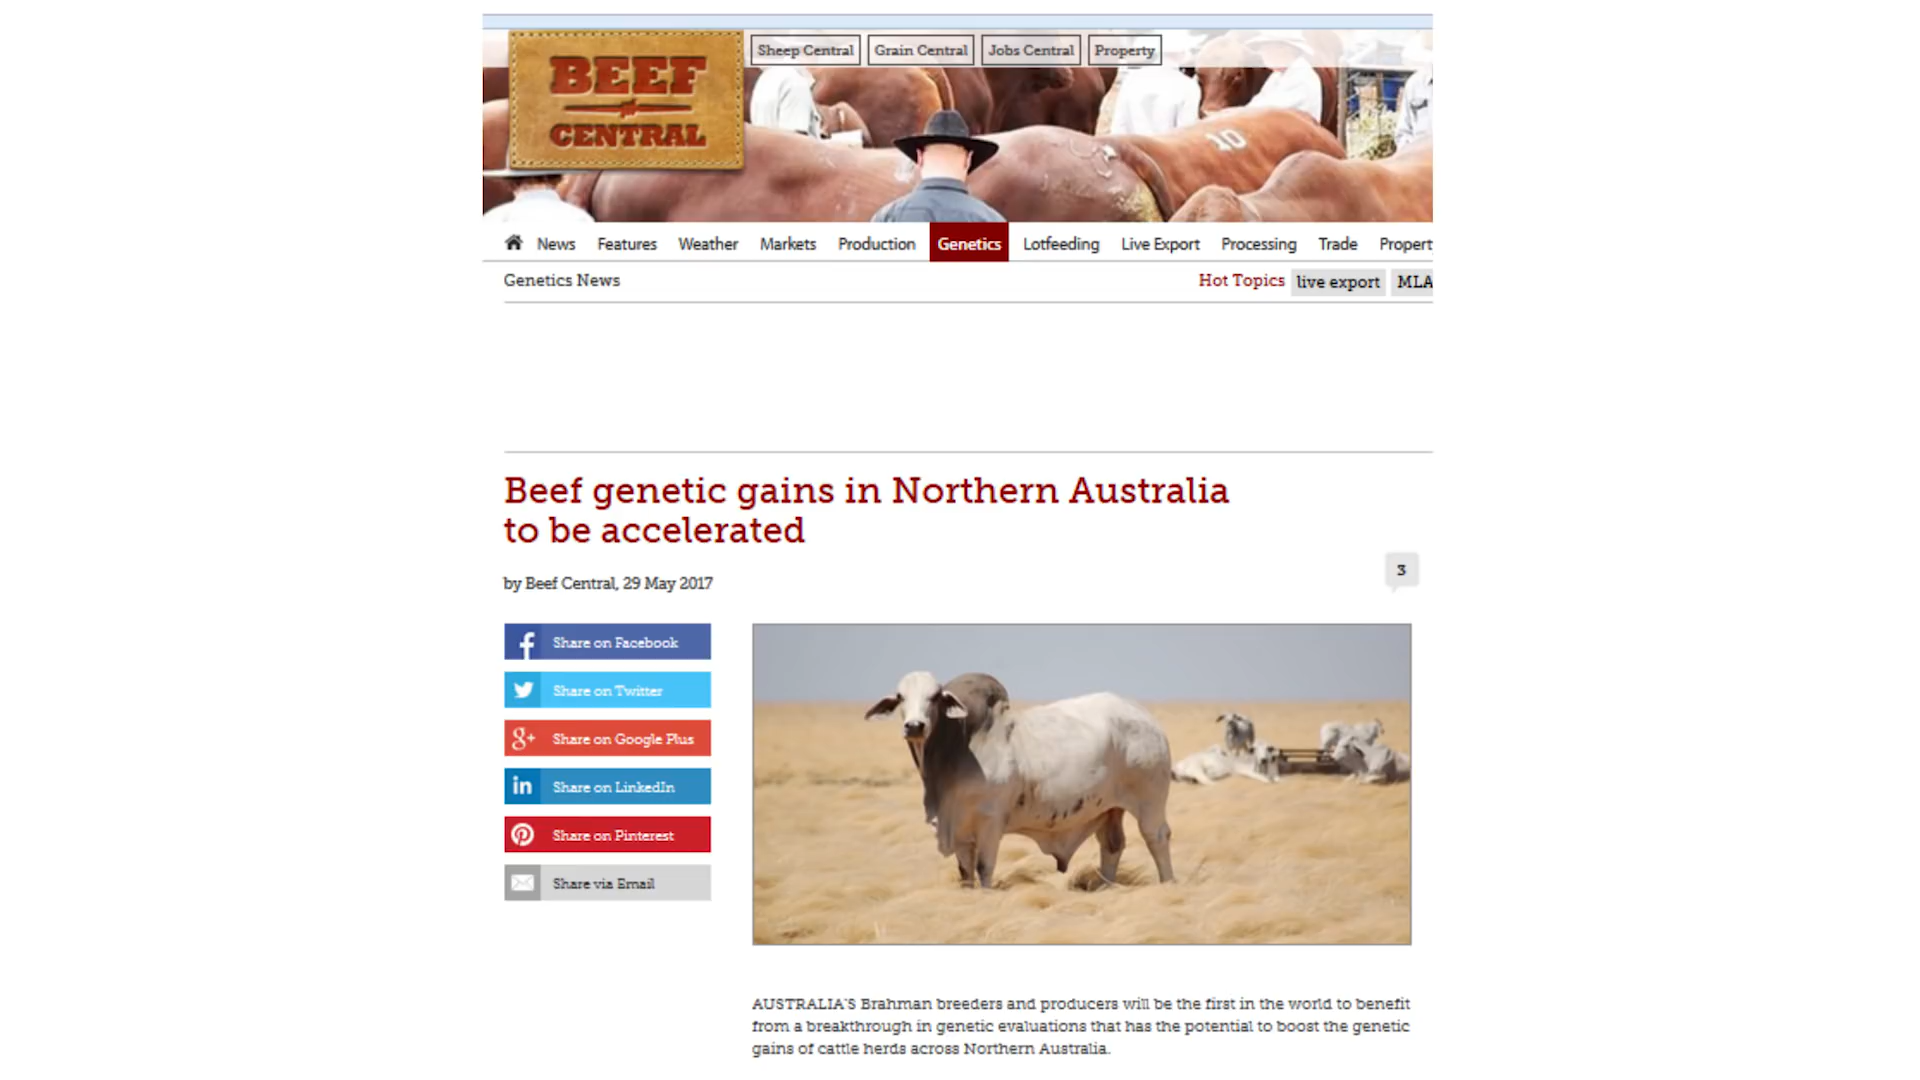 BEEF
CENTRAL
Sheep Central
Grain Central
Jobs Central
Property
10
News
Features
Weather
Markets
Production
Genetics
Lotfeeding
Live Export
Processing
Trade
Propert
Genetics News
Hot Topics
live export
MLA
Beef genetic gains in Northern Australia
to be accelerated
by Beef Central, 29 May 2017
3
Share on Facebook
Share on Twitter
Share on Google Plus
Share on LinkedIn
Share on Pinterest
Share via Email
AUSTRALIA'S Brahman breeders and producers will be the first in the world to benefit
from a breakthrough in genetic evaluations that has the potential to boost the genetic
gains of cattle herds across Northern Australia.